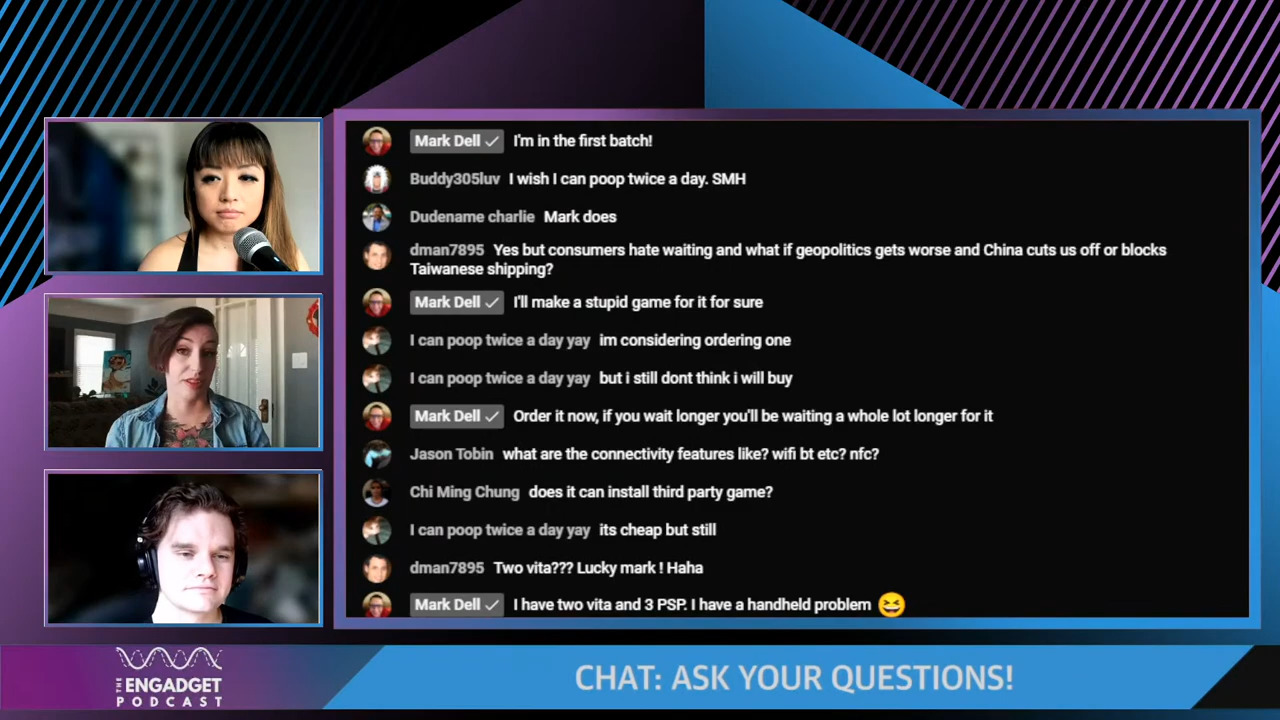 Mark Dell ✓ I'm in the first batch!
Buddy305luv I wish I can poop twice a day. SMH
Dudename charlie Mark does
dman7895 Yes but consumers hate waiting and what if geopolitics gets worse and China cuts us off or blocks
Taiwanese shipping?
Mark Dell ✓ I'll make a stupid game for it for sure
I can poop twice a day yay im considering ordering one
I can poop twice a day yay but i still dont think i will buy
Mark Dell ✓ Order it now, if you wait longer you'll be waiting a whole lot longer for it
Jason Tobin what are the connectivity features like? wifi bt etc? nfc?
Chi Ming Chung does it can install third party game?
I can poop twice a day yay its cheap but still
dman7895 Two vita??? Lucky mark ! Haha
Mark Dell ✓ I have two vita and 3 PSP. I have a handheld problem 😆
THE ENGADGET
PODCAST
CHAT: ASK YOUR QUESTIONS!